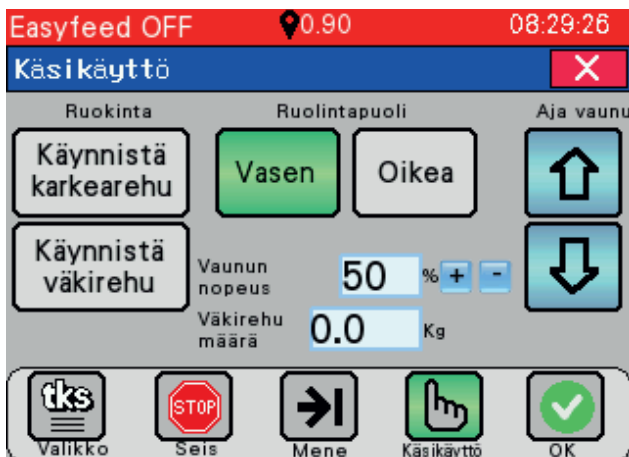 Easyfeed OFF 0.90 08:29:26
Käsikäyttö
Ruokinta Ruolintapuoli Aja vaunu
Käynnistä
karkearehu
Vasen Oikea
Käynnistä
väkirehu
Vaunun
nopeus
50 % + -
Väkirehu
määrä
0.0 Kg
tks STOP
Valikko Seis Mene Käsikäyttö OK